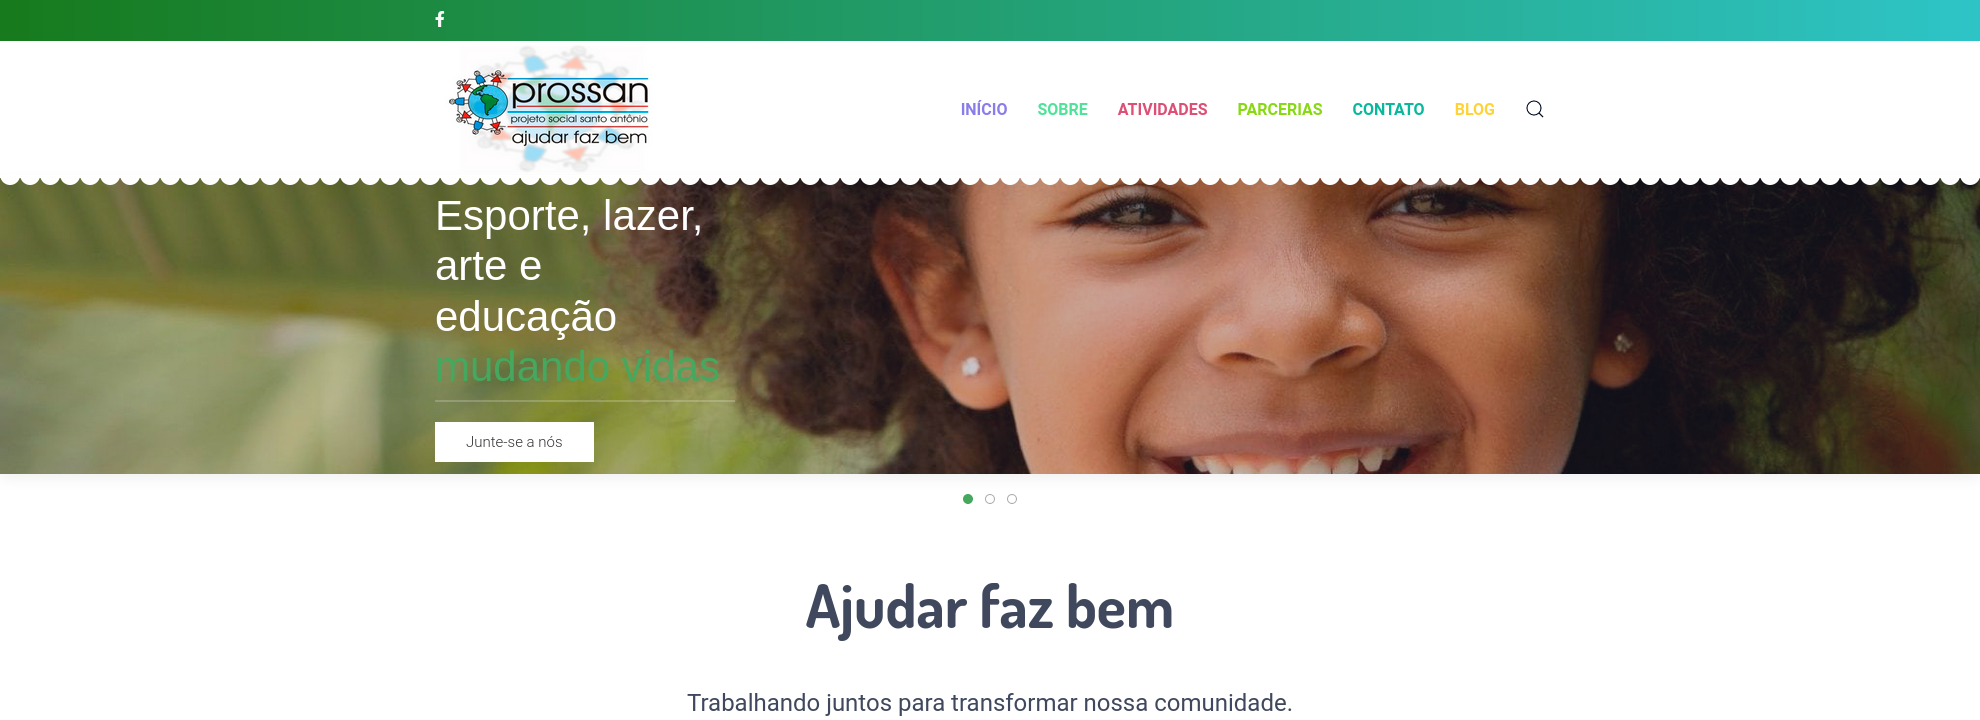 prossan
projeto social santo antônio
ajudar faz bem
INÍCIO SOBRE ATIVIDADES PARCERIAS CONTATO BLOG
Esporte, lazer,
arte e
educação
mudando vidas
Junte-se a nós
Ajudar faz bem
Trabalhando juntos para transformar nossa comunidade.